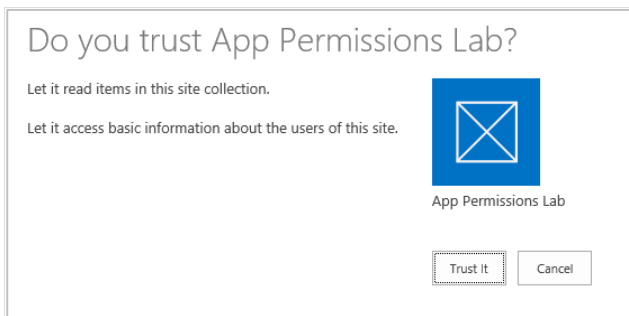 Do you trust App Permissions Lab?
Let it read items in this site collection.
Let it access basic information about the users of this site.
App Permissions Lab
Trust It
Cancel